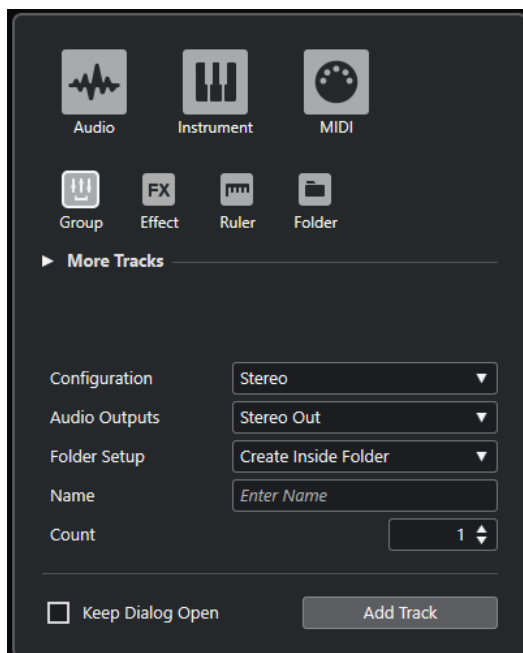 Audio Instrument MIDI
FX
Group Effect Ruler Folder
More Tracks
Configuration Stereo
Audio Outputs Stereo Out
Folder Setup Create Inside Folder
Name Enter Name
Count 1
Keep Dialog Open Add Track